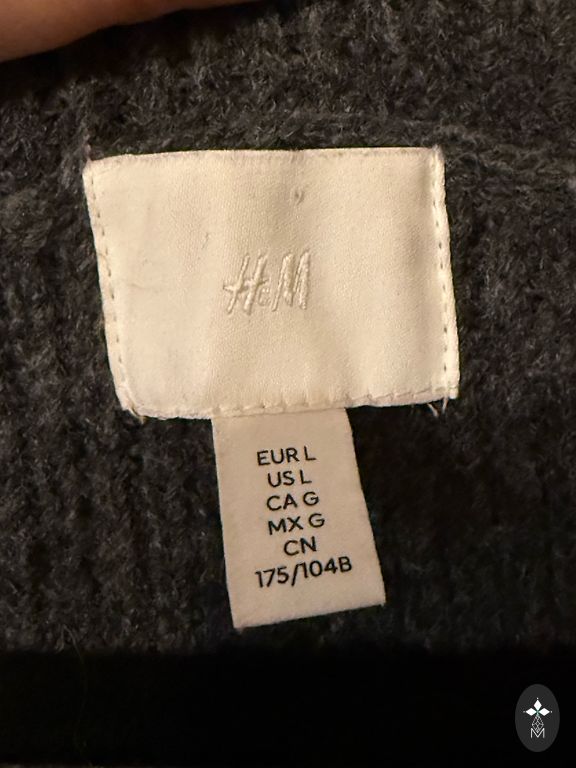 H&M
EUR L
US L
CA G
MX G
CN
175/104B
M